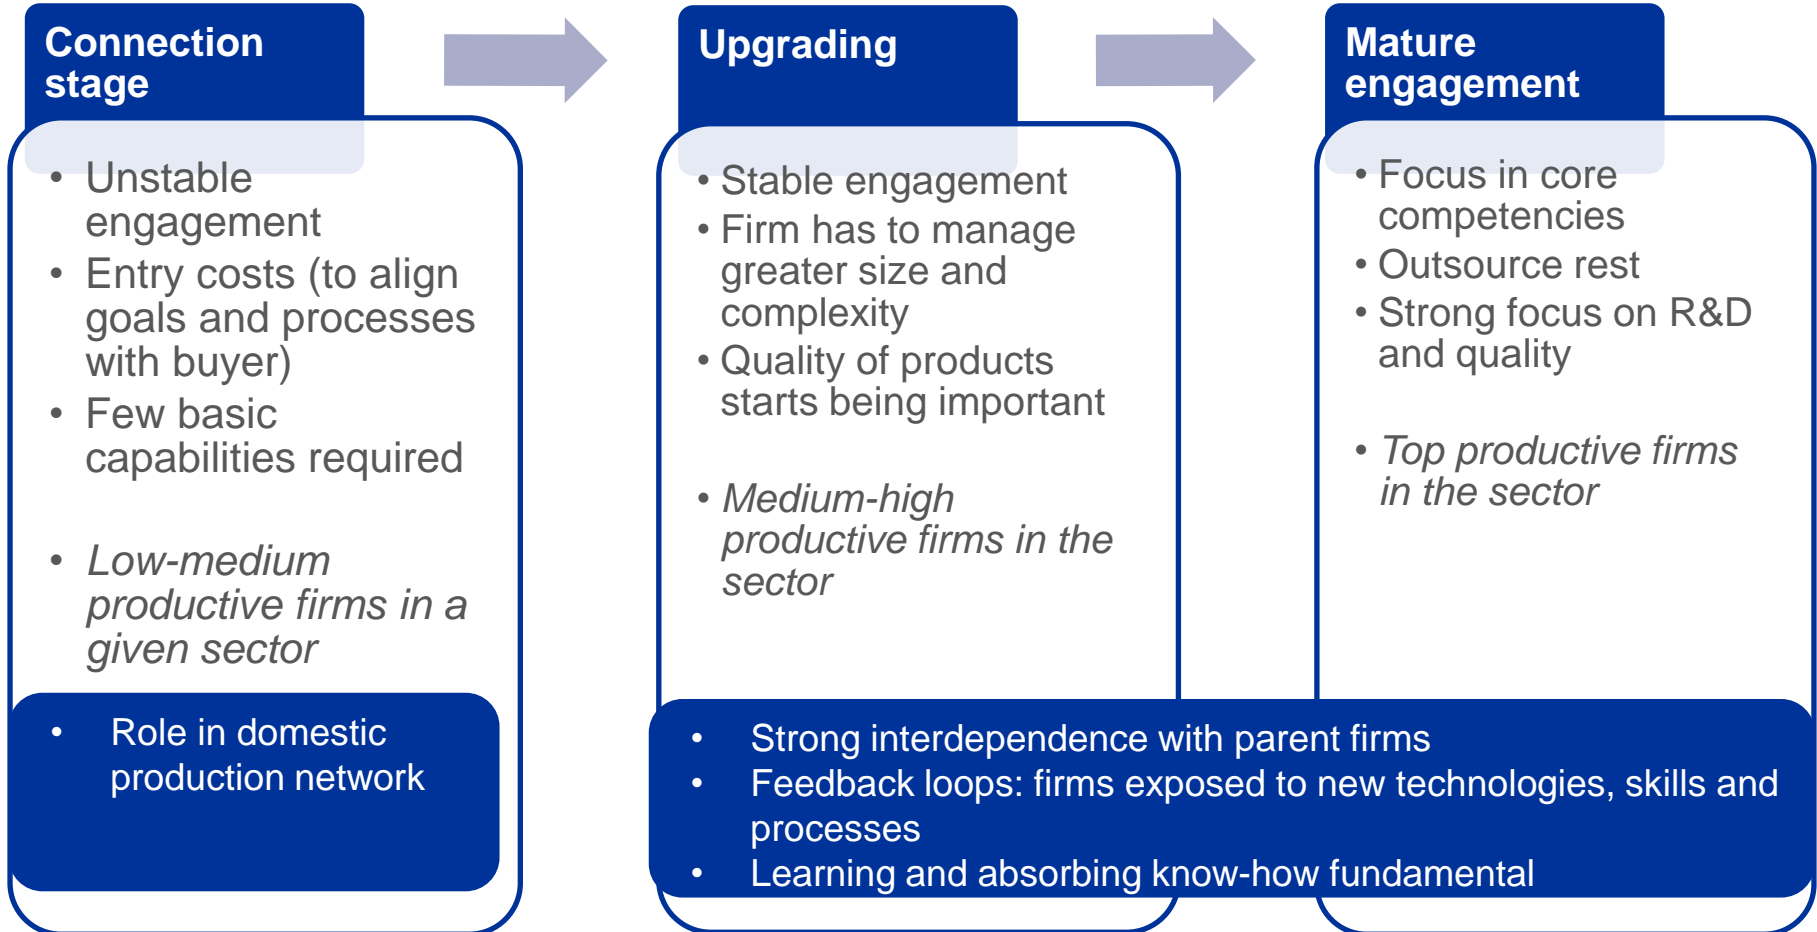 Connection
stage
• Unstable
engagement
• Entry costs (to align
goals and processes
with buyer)
• Few basic
capabilities required
• Low-medium
productive firms in a
given sector
• Role in domestic
production network
Upgrading
• Stable engagement
• Firm has to manage
greater size and
complexity
• Quality of products
starts being important
• Medium-high
productive firms in the
sector
Mature
engagement
• Focus in core
competencies
• Outsource rest
• Strong focus on R&D
and quality
• Top productive firms
in the sector
• Strong interdependence with parent firms
• Feedback loops: firms exposed to new technologies, skills and
processes
• Learning and absorbing know-how fundamental